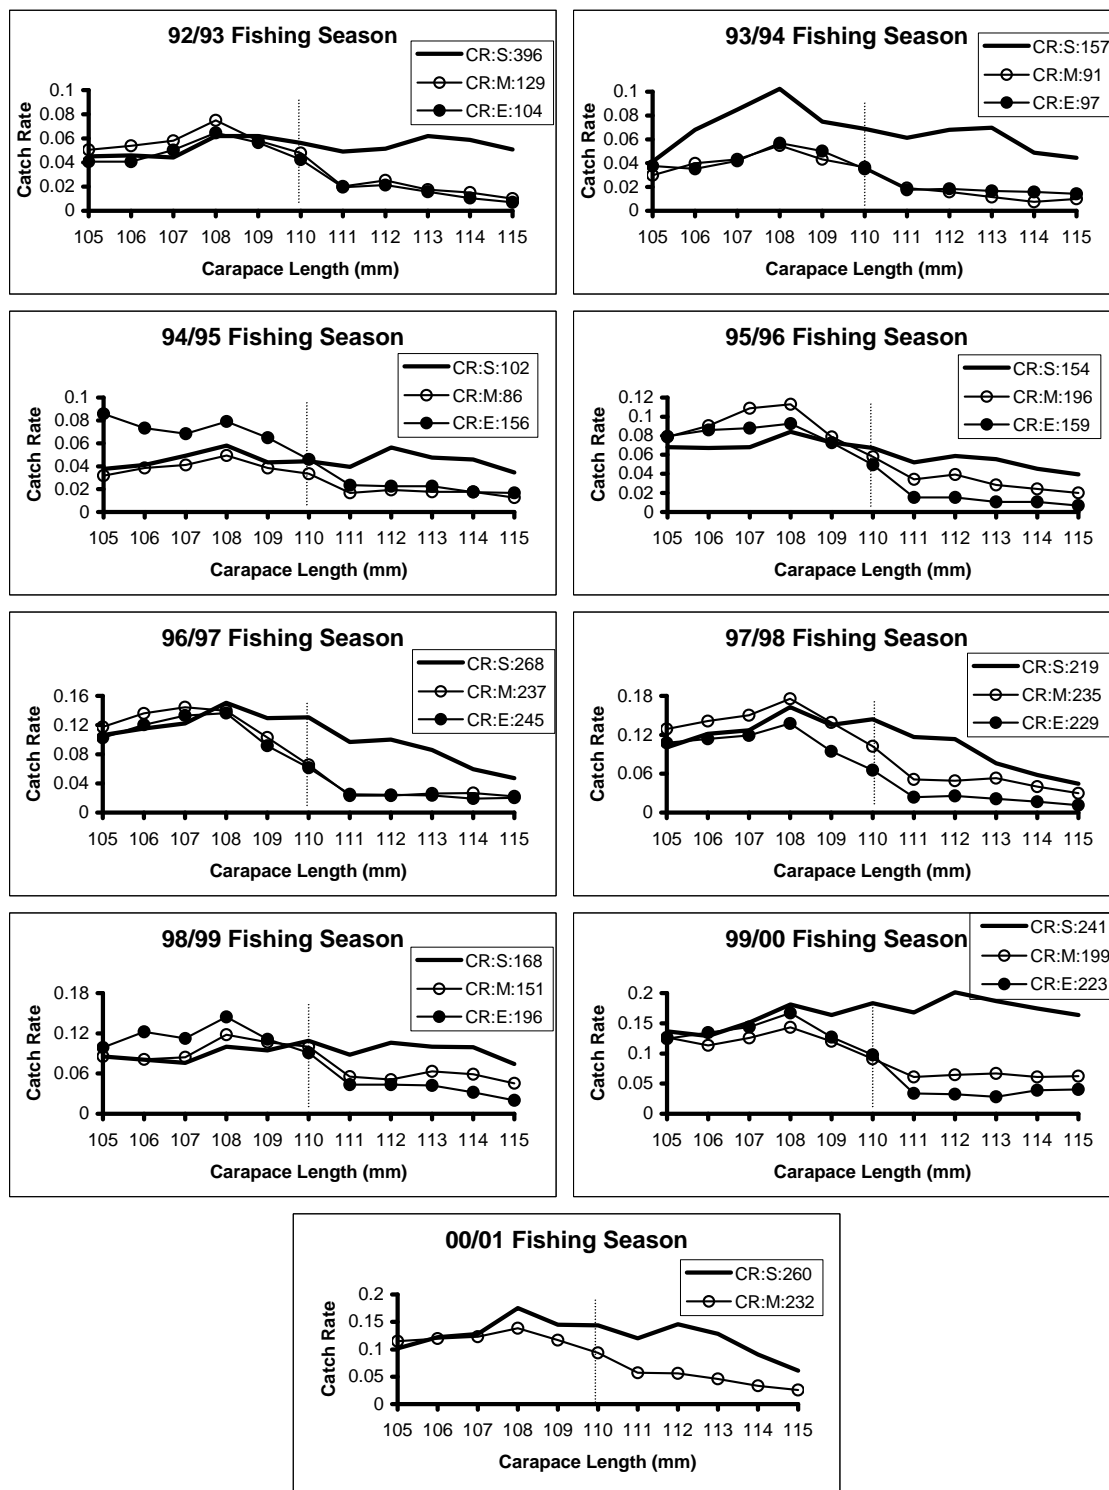 92/93 Fishing Season
CR:S:396
CR:M:129
CR:E:104
Catch Rate
0.1
0.08
0.06
0.04
0.02
0
105 106 107 108 109 110 111 112 113 114 115
Carapace Length (mm)
93/94 Fishing Season
CR:S:157
CR:M:91
CR:E:97
Catch Rate
0.1
0.08
0.06
0.04
0.02
0
105 106 107 108 109 110 111 112 113 114 115
Carapace Length (mm)
94/95 Fishing Season
CR:S:102
CR:M:86
CR:E:156
Catch Rate
0.1
0.08
0.06
0.04
0.02
0
105 106 107 108 109 110 111 112 113 114 115
Carapace Length (mm)
95/96 Fishing Season
CR:S:154
CR:M:196
CR:E:159
Catch Rate
0.12
0.1
0.08
0.06
0.04
0.02
0
105 106 107 108 109 110 111 112 113 114 115
Carapace Length (mm)
96/97 Fishing Season
CR:S:268
CR:M:237
CR:E:245
Catch Rate
0.16
0.12
0.08
0.04
0
105 106 107 108 109 110 111 112 113 114 115
Carapace Length (mm)
97/98 Fishing Season
CR:S:219
CR:M:235
CR:E:229
Catch Rate
0.18
0.12
0.06
0
105 106 107 108 109 110 111 112 113 114 115
Carapace Length (mm)
98/99 Fishing Season
CR:S:168
CR:M:151
CR:E:196
Catch Rate
0.18
0.12
0.06
0
105 106 107 108 109 110 111 112 113 114 115
Carapace Length (mm)
99/00 Fishing Season
CR:S:241
CR:M:199
CR:E:223
Catch Rate
0.2
0.15
0.1
0.05
0
105 106 107 108 109 110 111 112 113 114 115
Carapace Length (mm)
00/01 Fishing Season
CR:S:260
CR:M:232
Catch Rate
0.2
0.15
0.1
0.05
0
105 106 107 108 109 110 111 112 113 114 115
Carapace Length (mm)